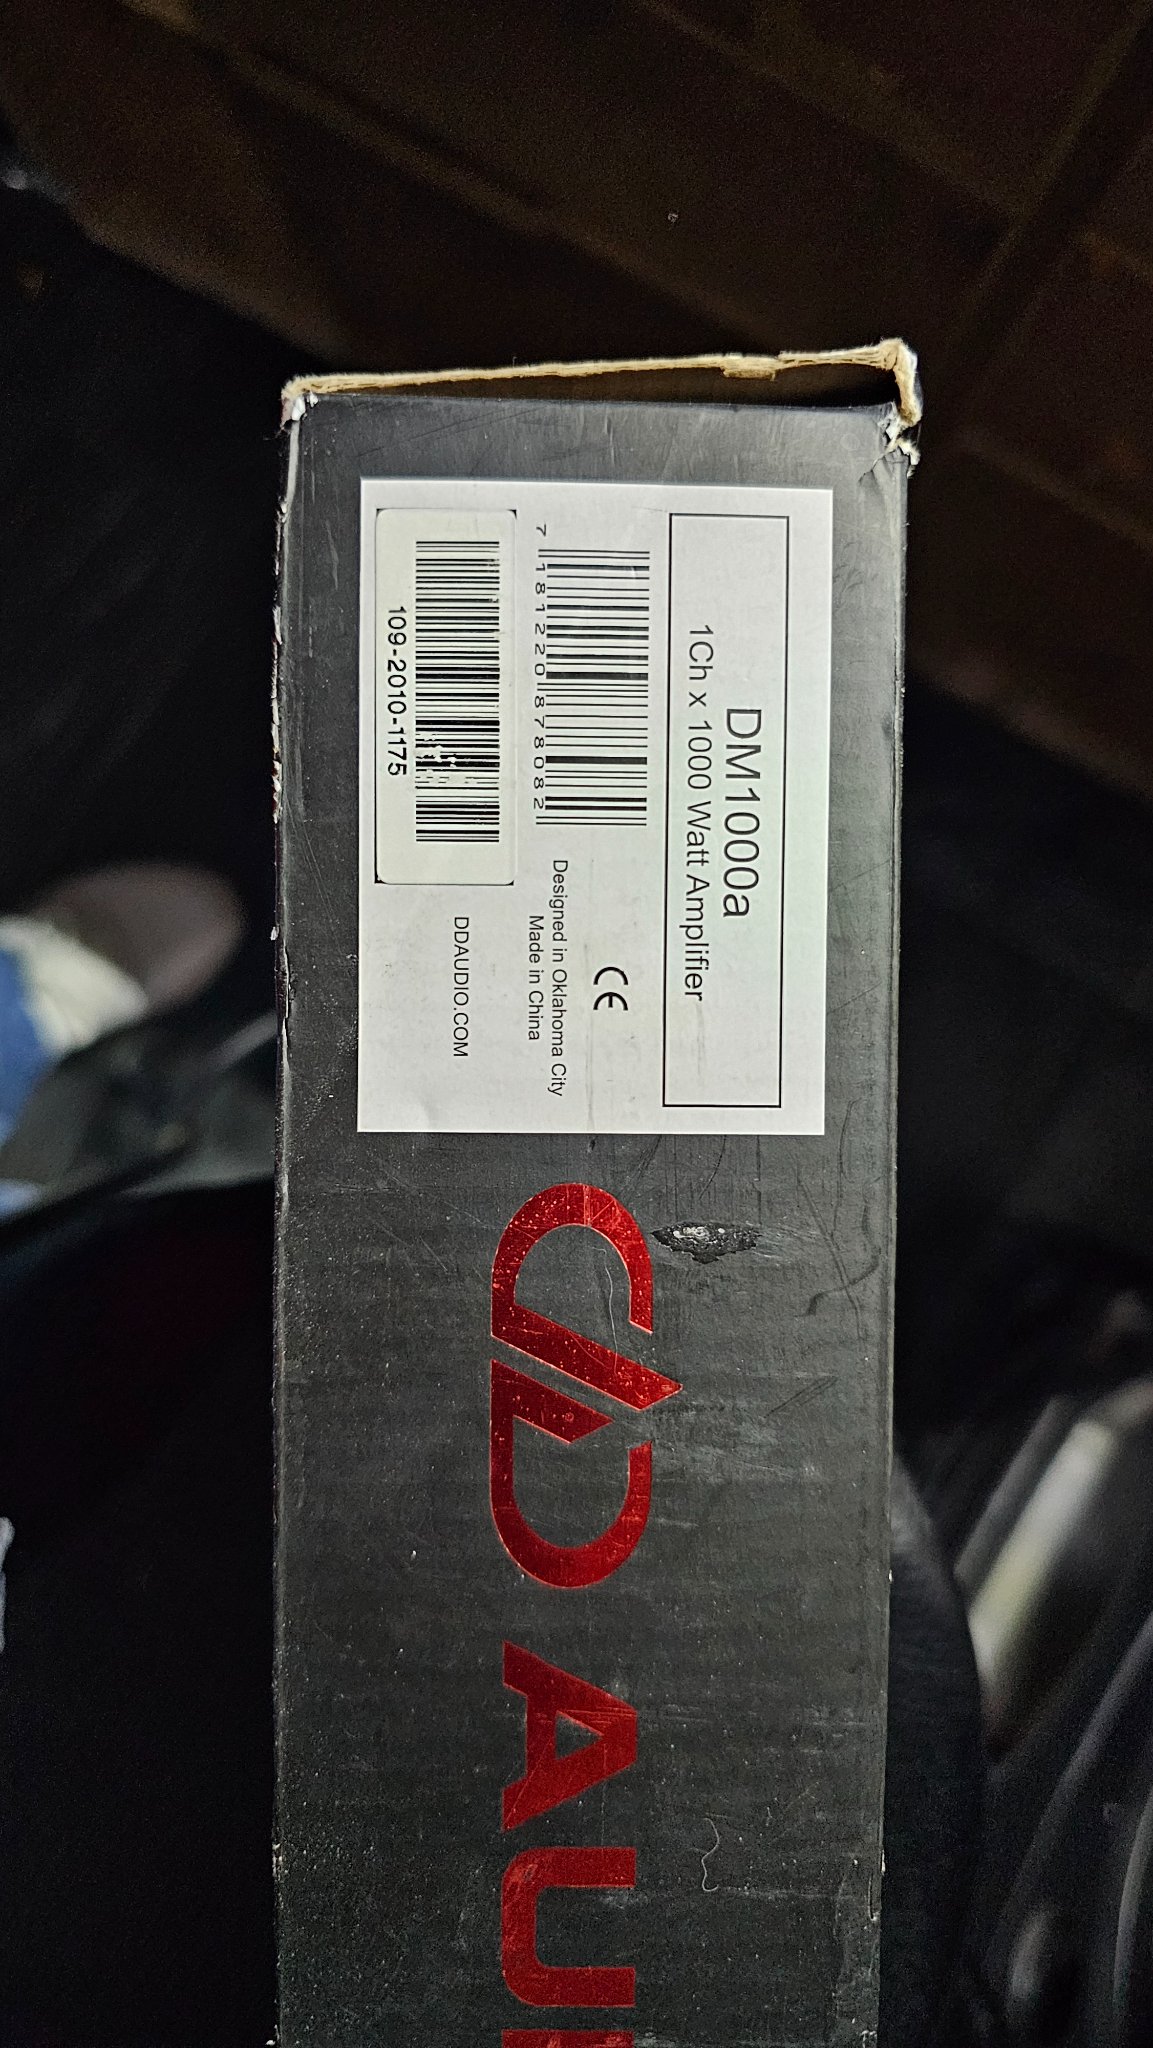 DM1000a
1Ch x 1000 Watt Amplifier
7 18122 087808 2
CE
Designed in Oklahoma City
Made in China
109-2010-1175
DDAUDIO.COM
DD AU